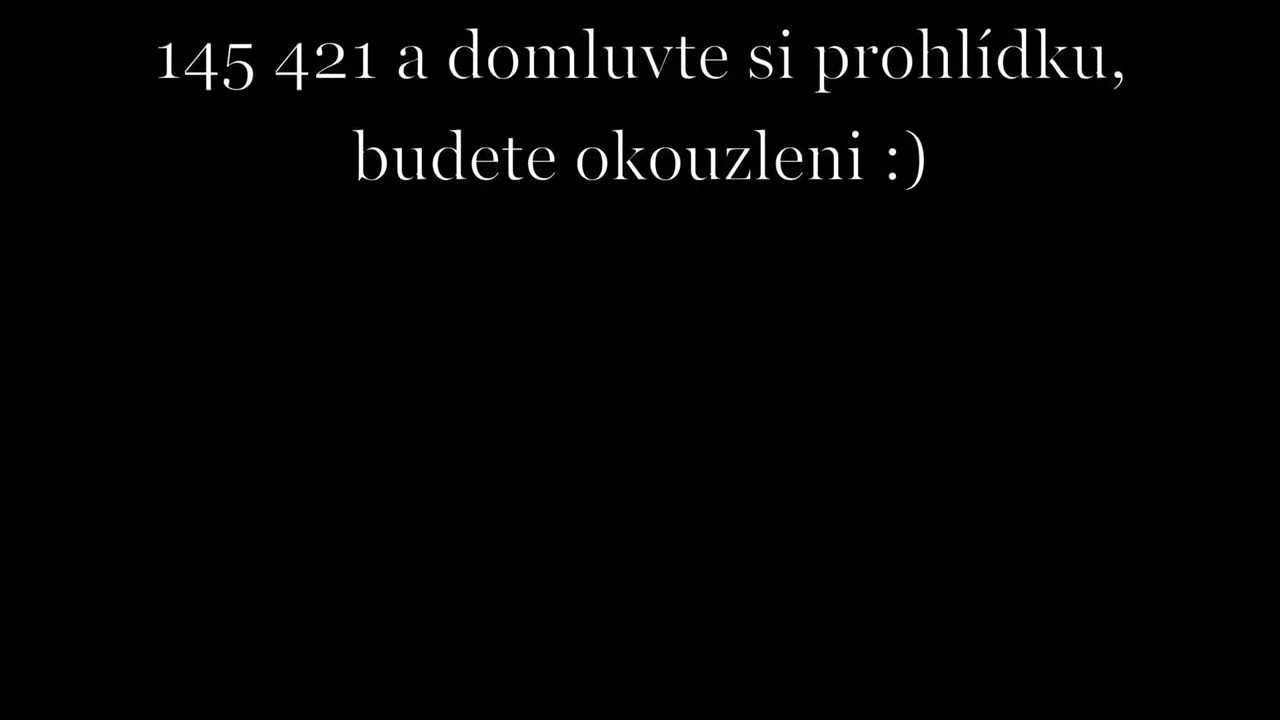 145 421 a domluvte si prohlídku,
budete okouzleni :)